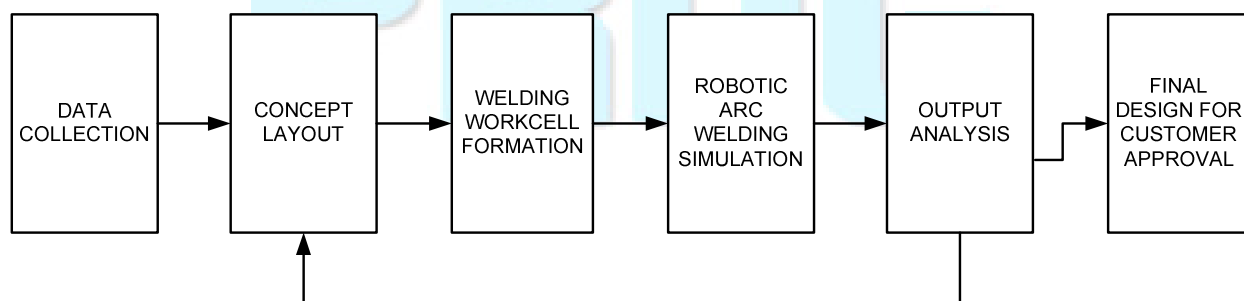 DATA
COLLECTION
CONCEPT
LAYOUT
WELDING
WORKCELL
FORMATION
ROBOTIC
ARC
WELDING
SIMULATION
OUTPUT
ANALYSIS
FINAL
DESIGN FOR
CUSTOMER
APPROVAL